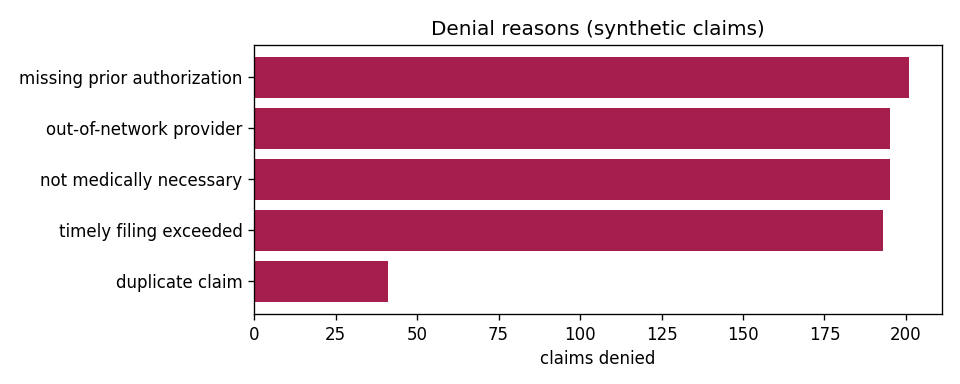 Denial reasons (synthetic claims)
missing prior authorization
out-of-network provider
not medically necessary
timely filing exceeded
duplicate claim
0 25 50 75 100 125 150 175 200
claims denied